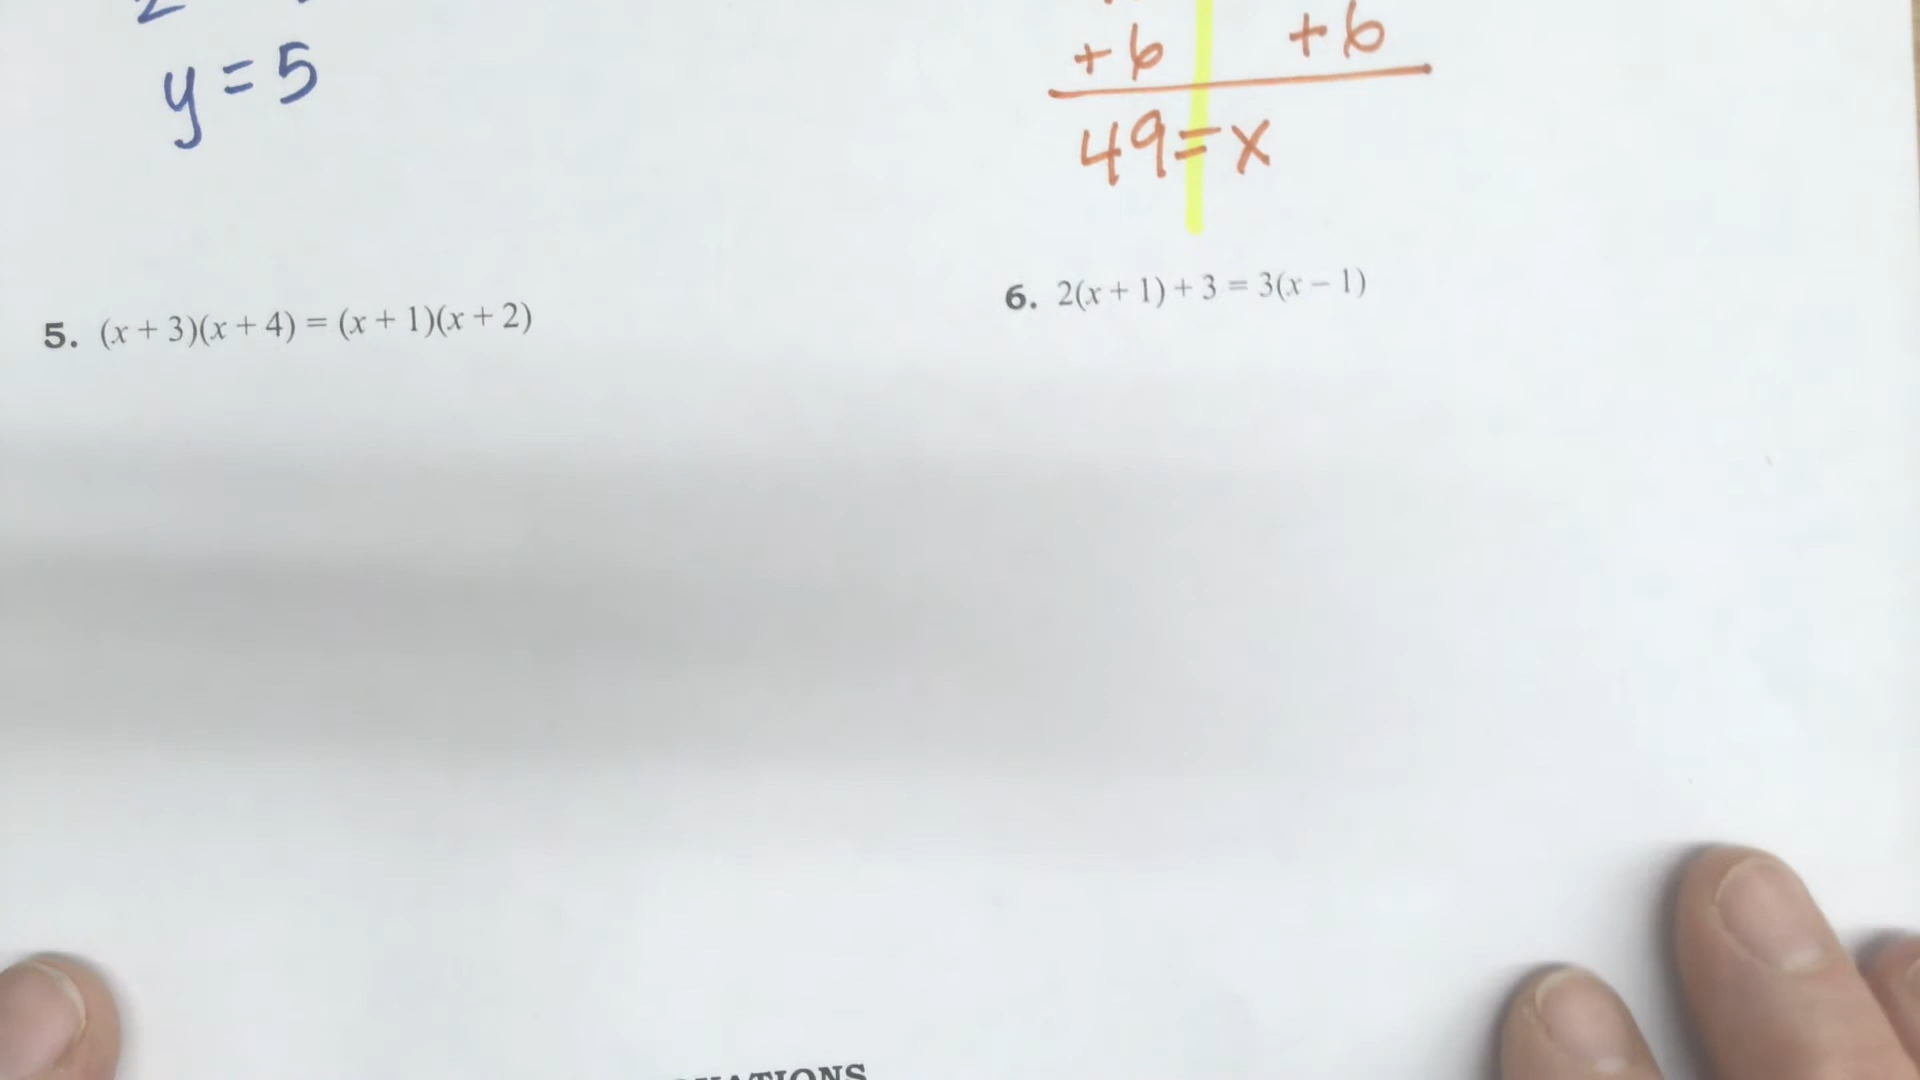 y = 5
+6 +6
49 = x
5. (x + 3)(x + 4) = (x + 1)(x + 2)
6. 2(x + 1) + 3 = 3(x – 1)